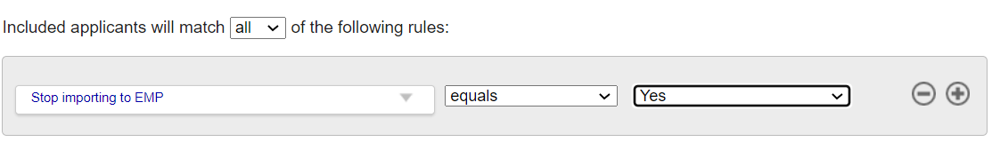 Included applicants will match all of the following rules:
Stop importing to EMP equals Yes